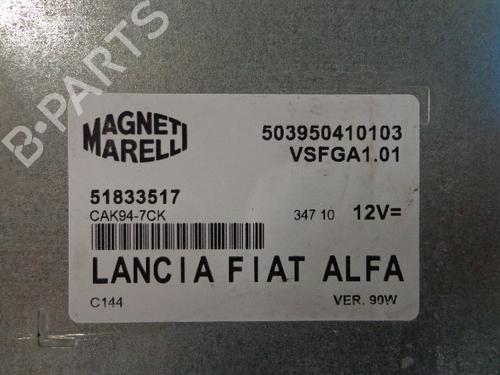 MAGNETI MARELLI
503950410103
VSFGA1.01
51833517
CAK94-7CK
347 10 12V=
LANCIA FIAT ALFA
C144 VER. 90W
B-PARTS